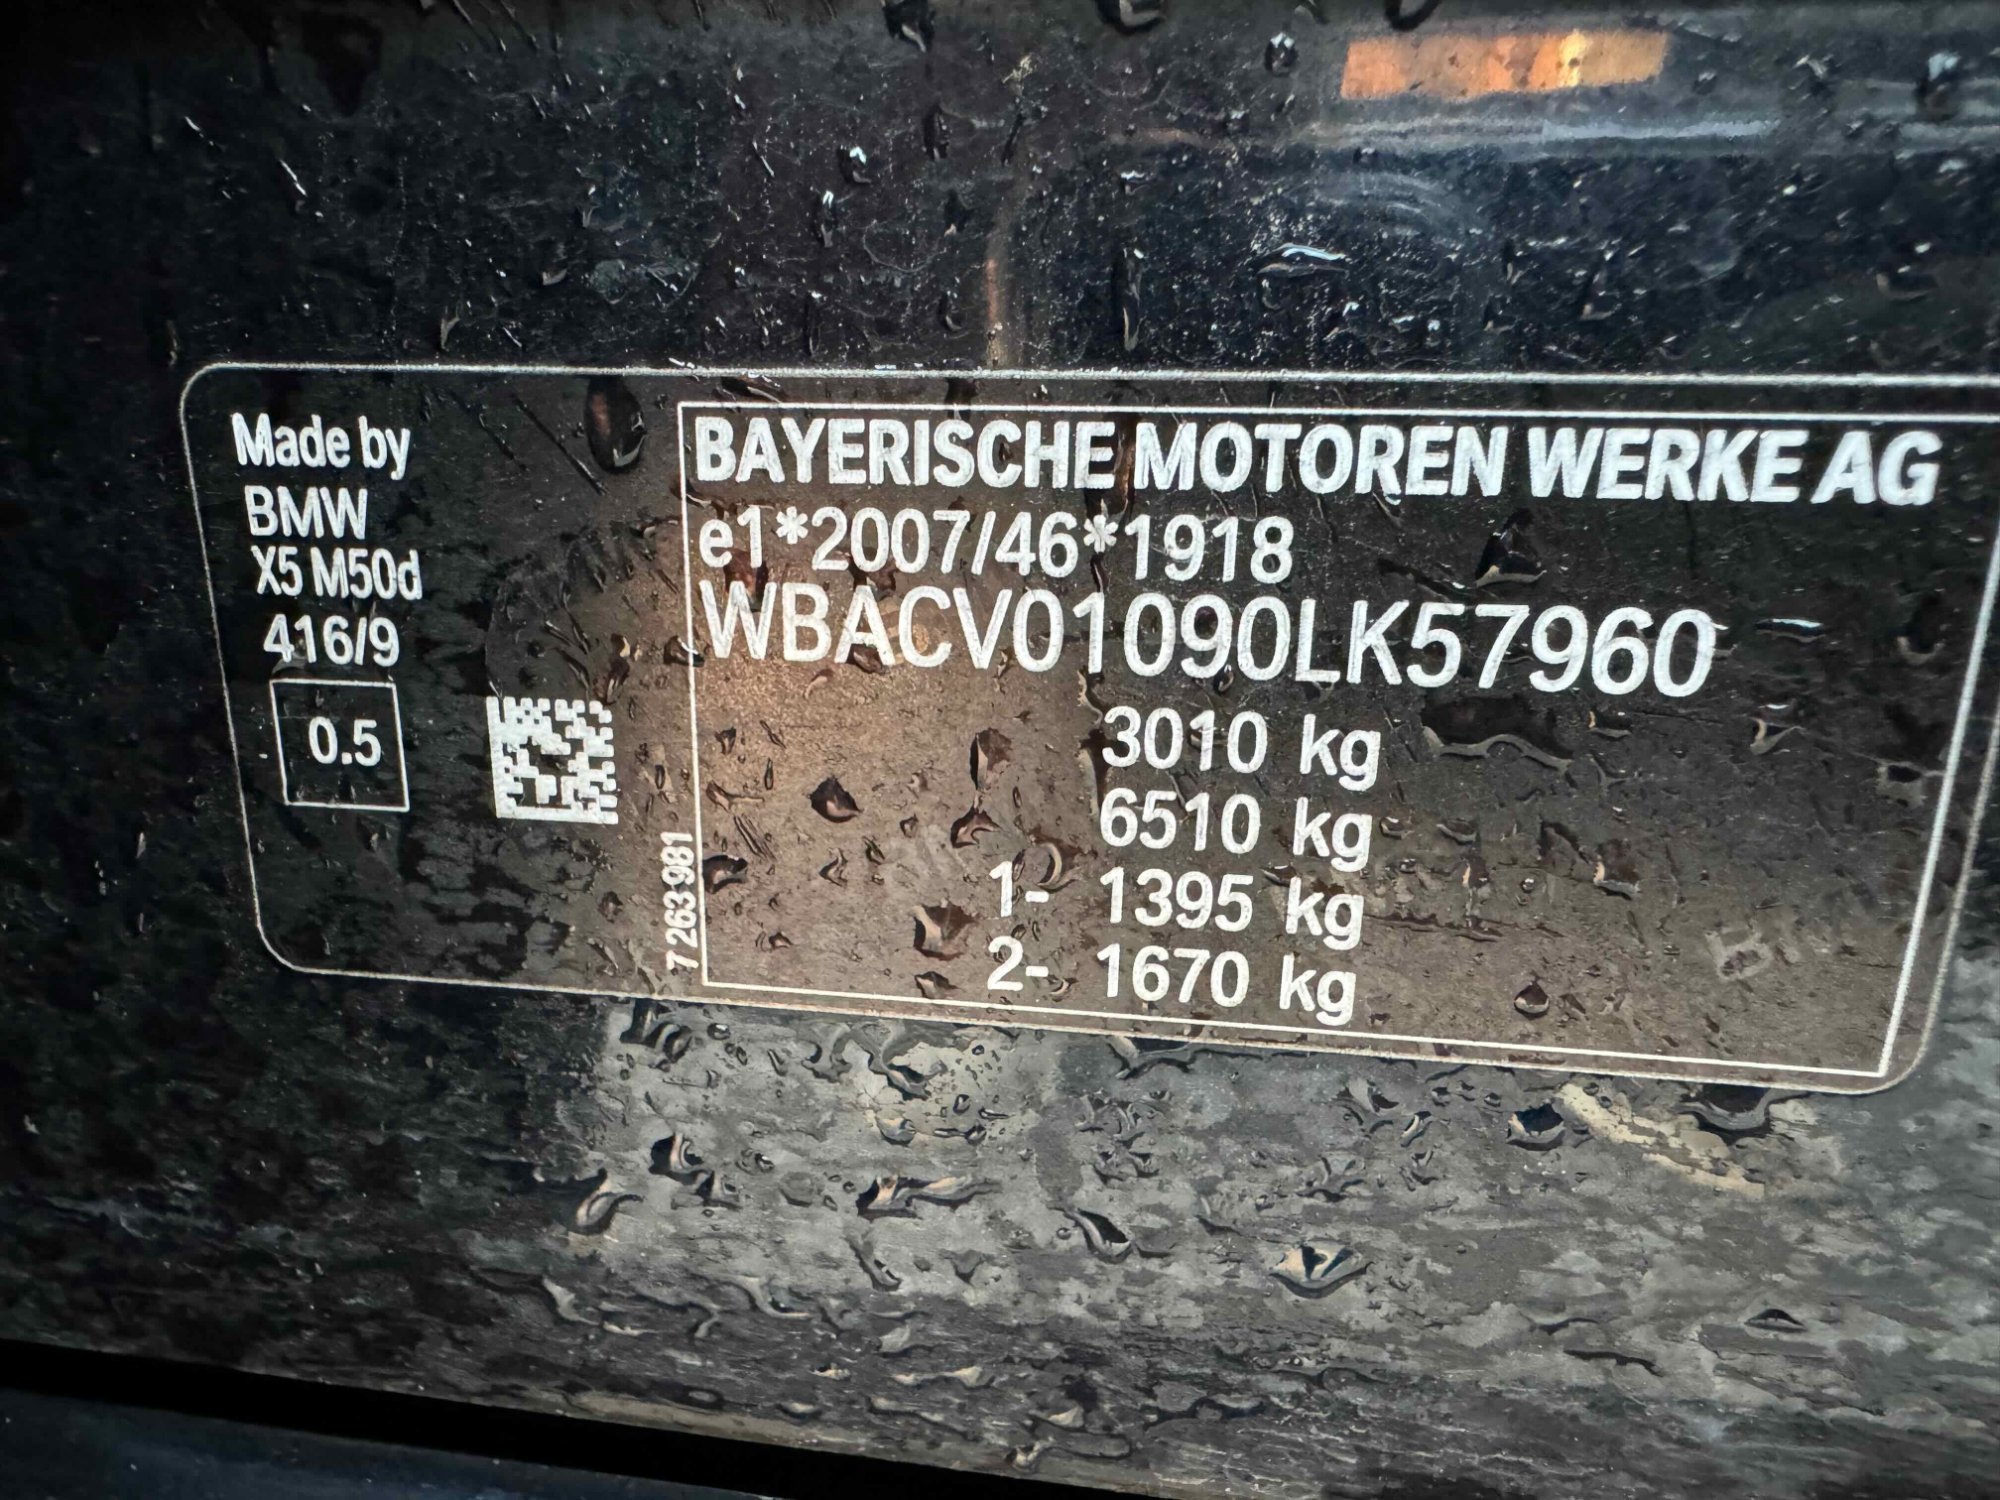 Made by
BMW
X5 M50d
416/9
0.5
7 263 981
BAYERISCHE MOTOREN WERKE AG
e1*2007/46*1918
WBACV01090LK57960
3010 kg
6510 kg
1- 1395 kg
2- 1670 kg